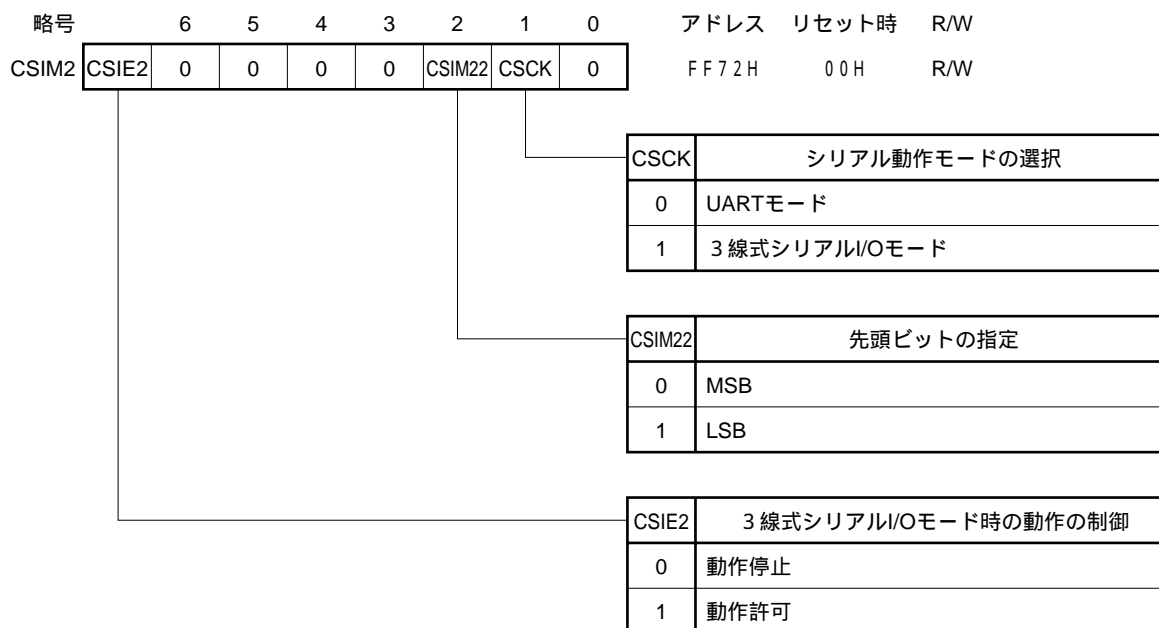 略号 6 5 4 3 2 1 0 アドレス リセット時 R/W
CSIM2 CSIE2 0 0 0 0 CSIM22 CSCK 0 FF72H 00H R/W
CSCK シリアル動作モードの選択
0 UARTモード
1 3線式シリアルI/Oモード
CSIM22 先頭ビットの指定
0 MSB
1 LSB
CSIE2 3線式シリアルI/Oモード時の動作の制御
0 動作停止
1 動作許可